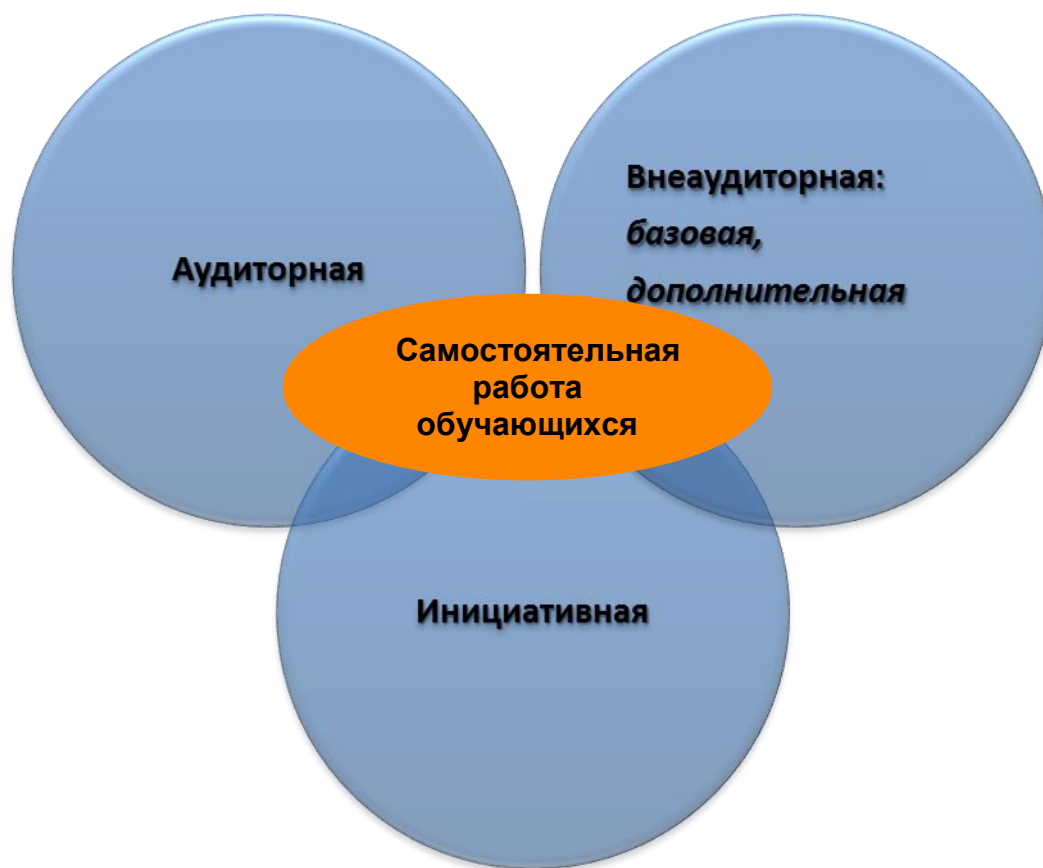 Аудиторная
Внеаудиторная:
базовая,
дополнительная
Самостоятельная
работа
обучающихся
Инициативная